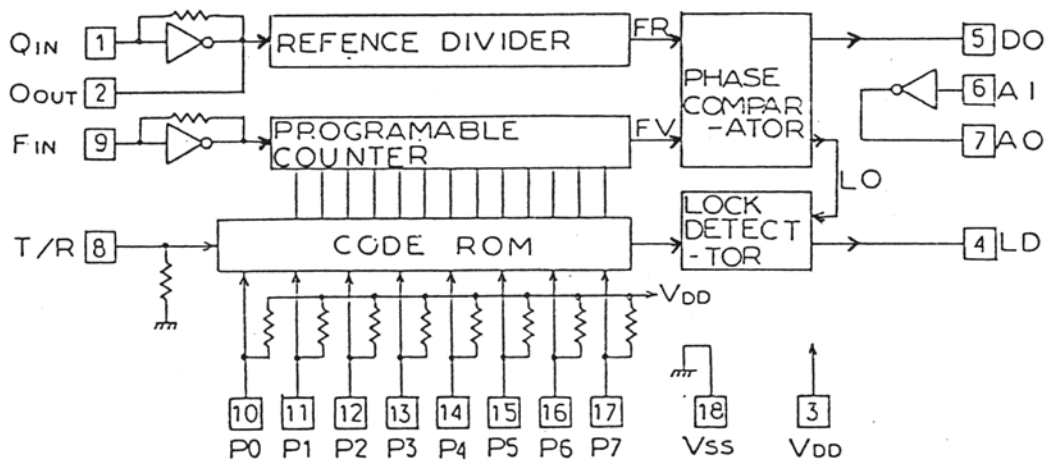 QIN 1 REFENCE DIVIDER FR 5 DO
OOUT 2 PHASE COMPAR -ATOR 6 AI
FIN 9 PROGRAMABLE COUNTER FV 7 AO
LO
T/R 8 CODE ROM LOCK DETECT -TOR 4 LD
VDD
10 11 12 13 14 15 16 17 18 3
P0 P1 P2 P3 P4 P5 P6 P7 VSS VDD